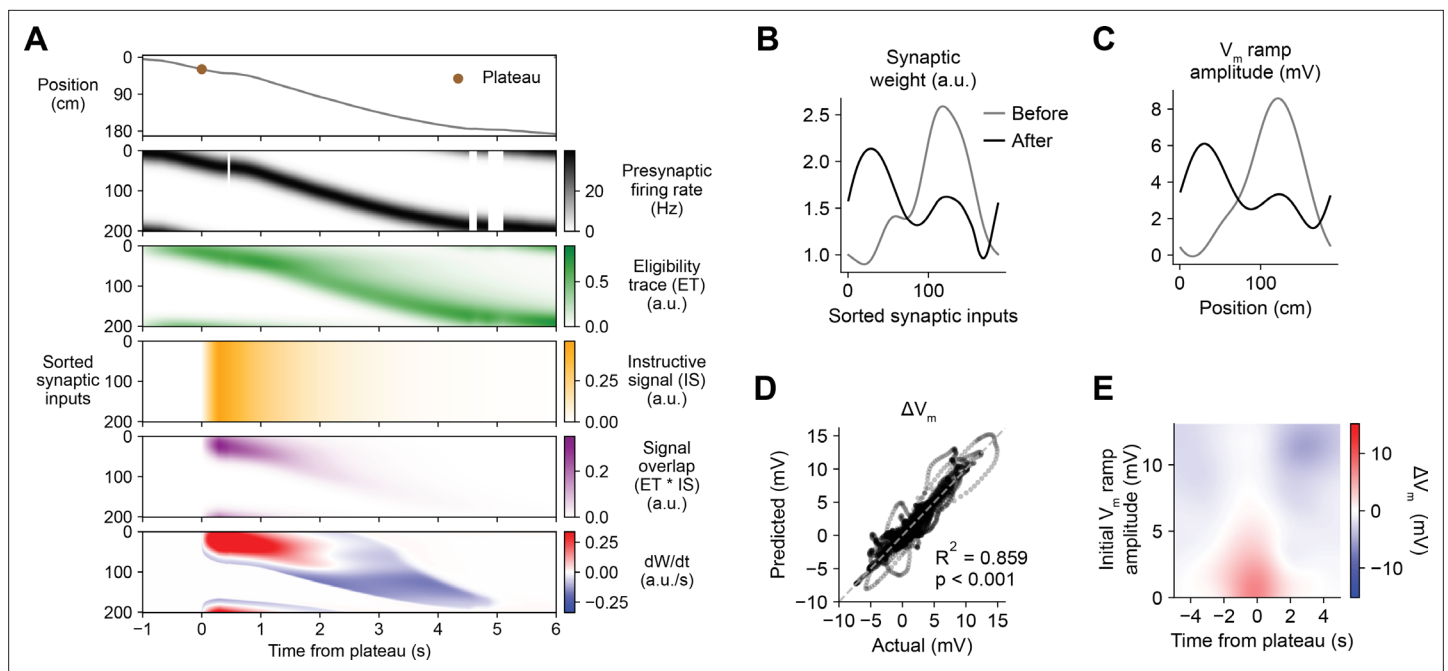 A
Position
(cm)
0
90
180
Plateau
0
100
200
Presynaptic
firing rate
(Hz)
20
0
0
100
200
Eligibility
trace (ET)
(a.u.)
0.5
0.0
Sorted
synaptic
inputs
0
100
200
Instructive
signal (IS)
(a.u.)
0.25
0.00
0
100
200
Signal
overlap
(ET * IS)
(a.u.)
0.2
0.0
0
100
200
dW/dt
(a.u./s)
0.25
0.00
−0.25
−1 0 1 2 3 4 5 6
Time from plateau (s)
B
Synaptic
weight (a.u.)
2.5
2.0
1.5
1.0
Before
After
0 100
Sorted synaptic inputs
C
Vm ramp
amplitude (mV)
8
6
4
2
0
0 100
Position (cm)
D
ΔVm
Predicted (mV)
15
10
5
0
−5
−10
R² = 0.859
p < 0.001
−10 −5 0 5 10 15
Actual (mV)
E
Initial Vm ramp
amplitude (mV)
10
5
0
−4 −2 0 2 4
Time from plateau (s)
10
0
−10
ΔVm (mV)